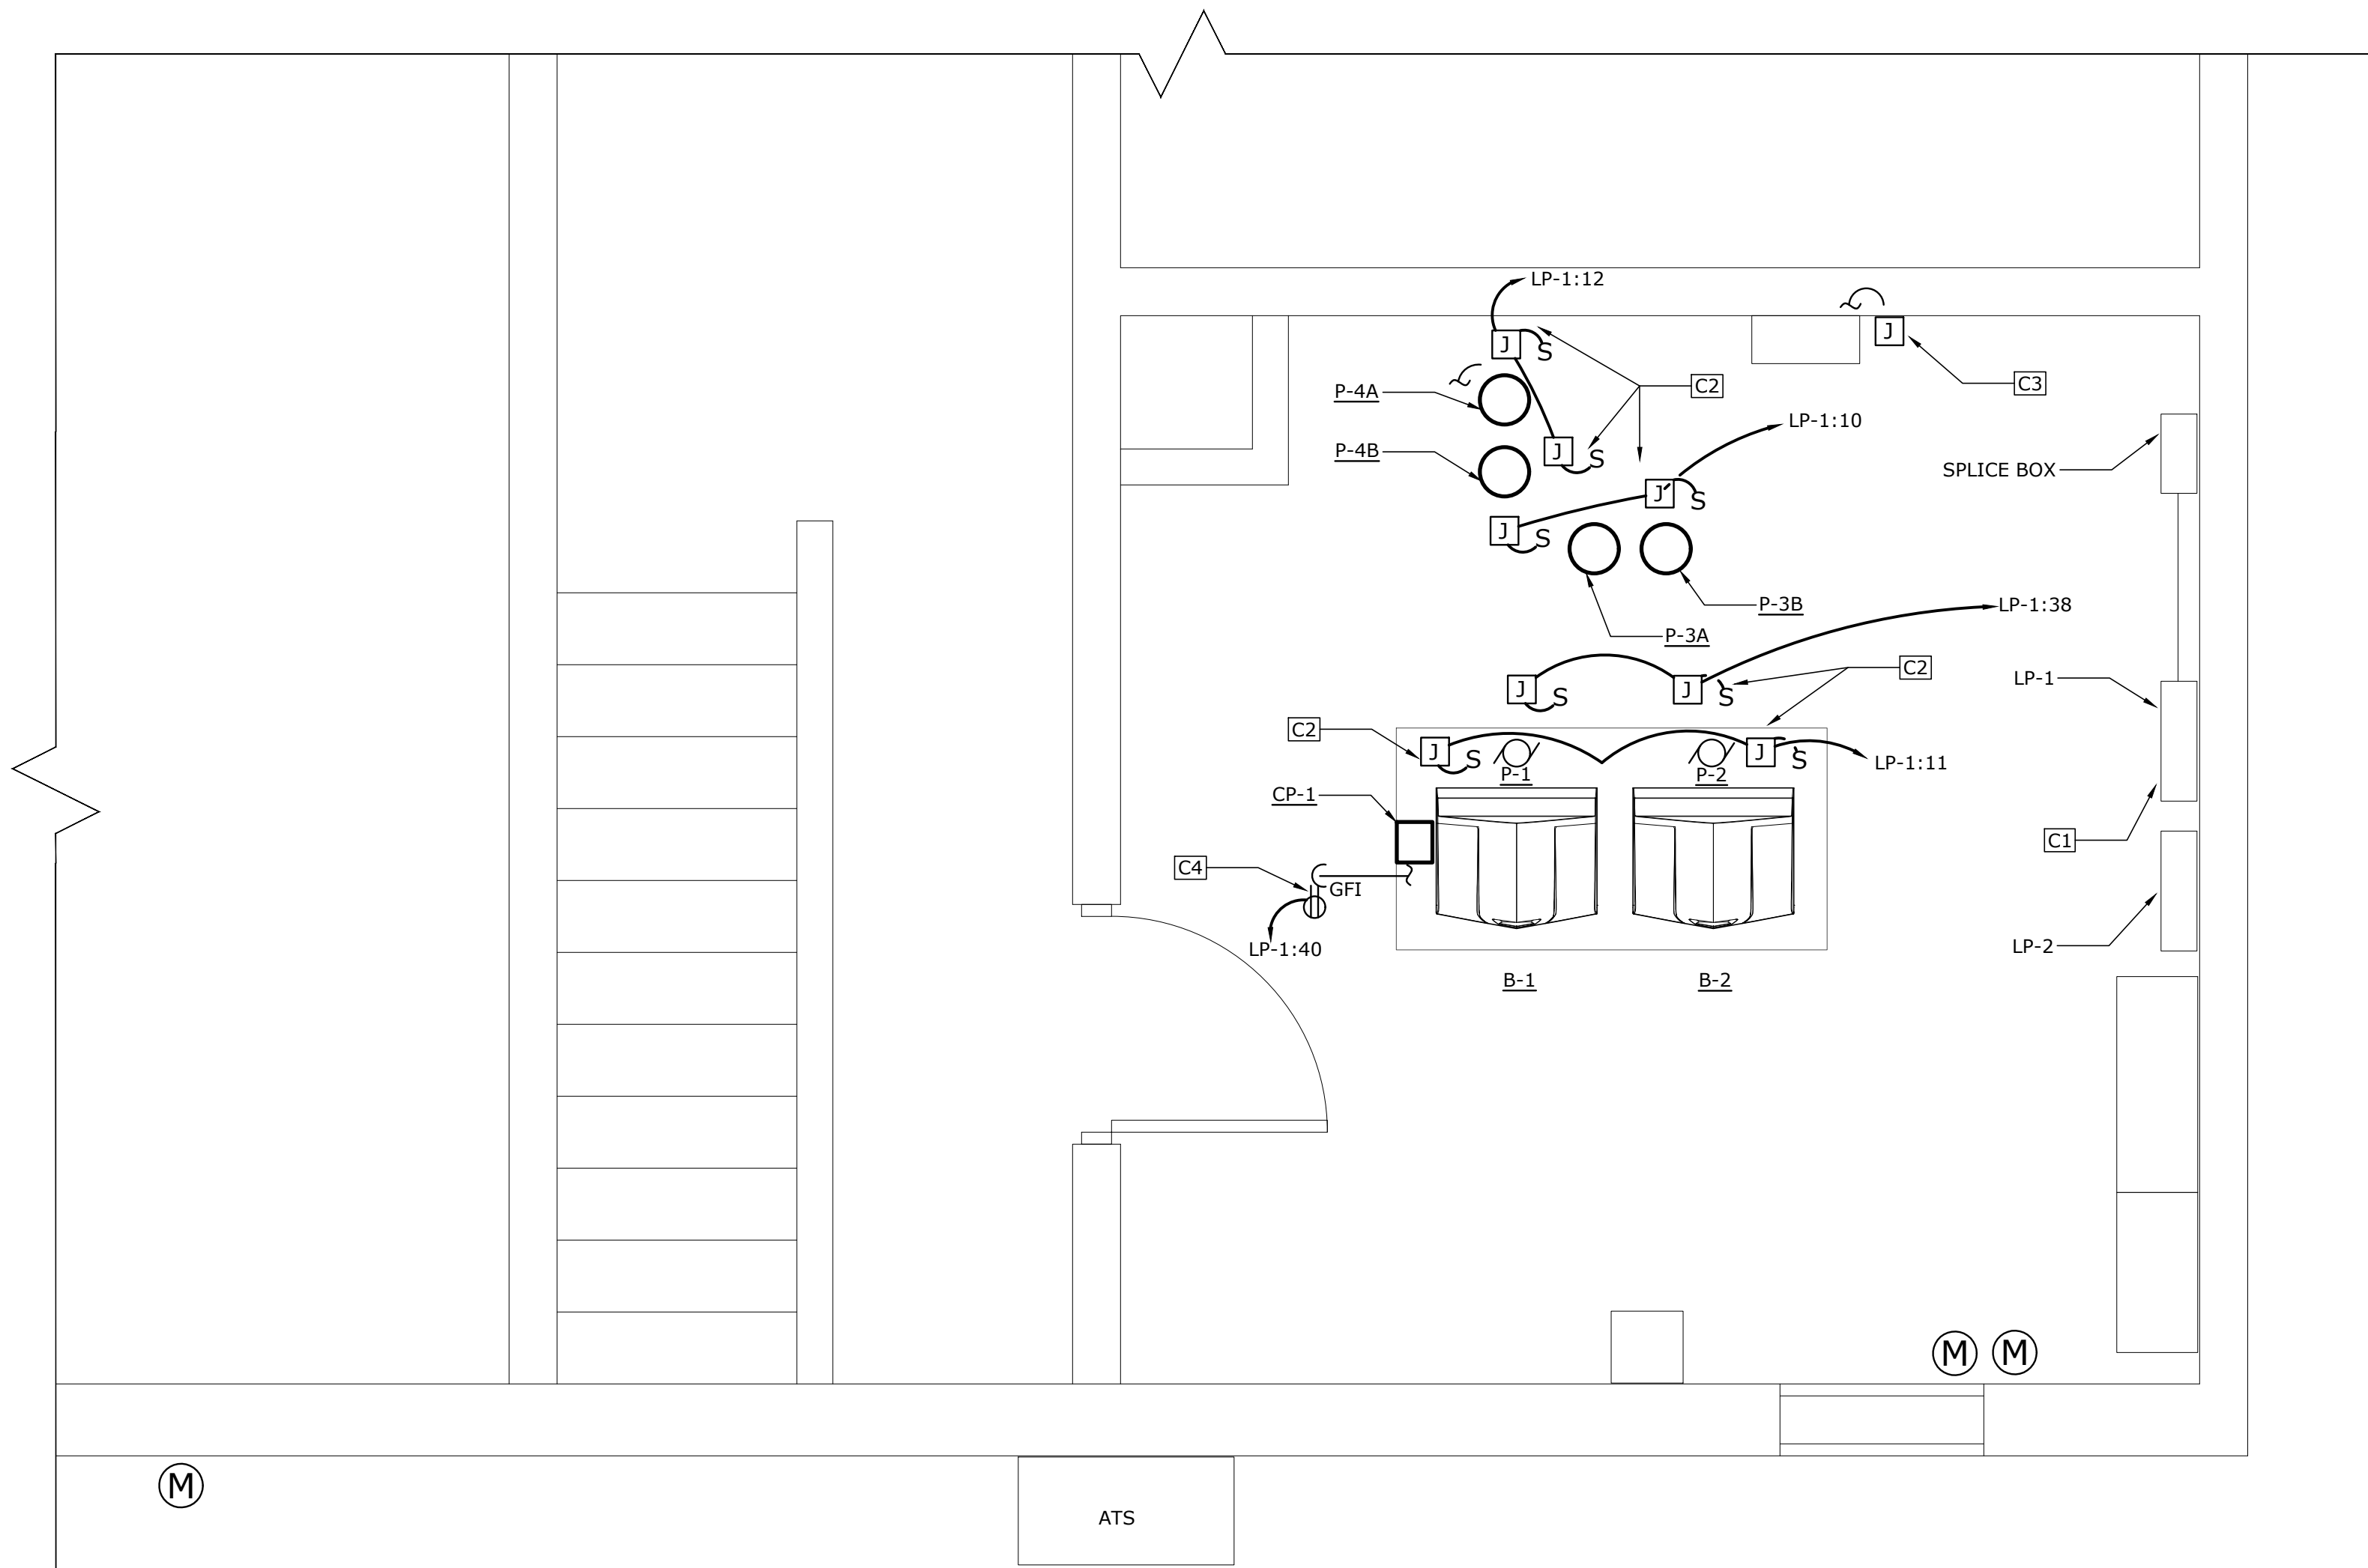 LP-1:12
J
S
J
C2
C3
P-4A
LP-1:10
P-4B
J
S
SPLICE BOX
J
S
J
S
P-3B
LP-1:38
P-3A
C2
LP-1
J
S
J
S
C2
J
S
P-1
P-2
J
S
LP-1:11
CP-1
C1
C4
GFI
LP-1:40
LP-2
B-1
B-2
M
M
M
ATS